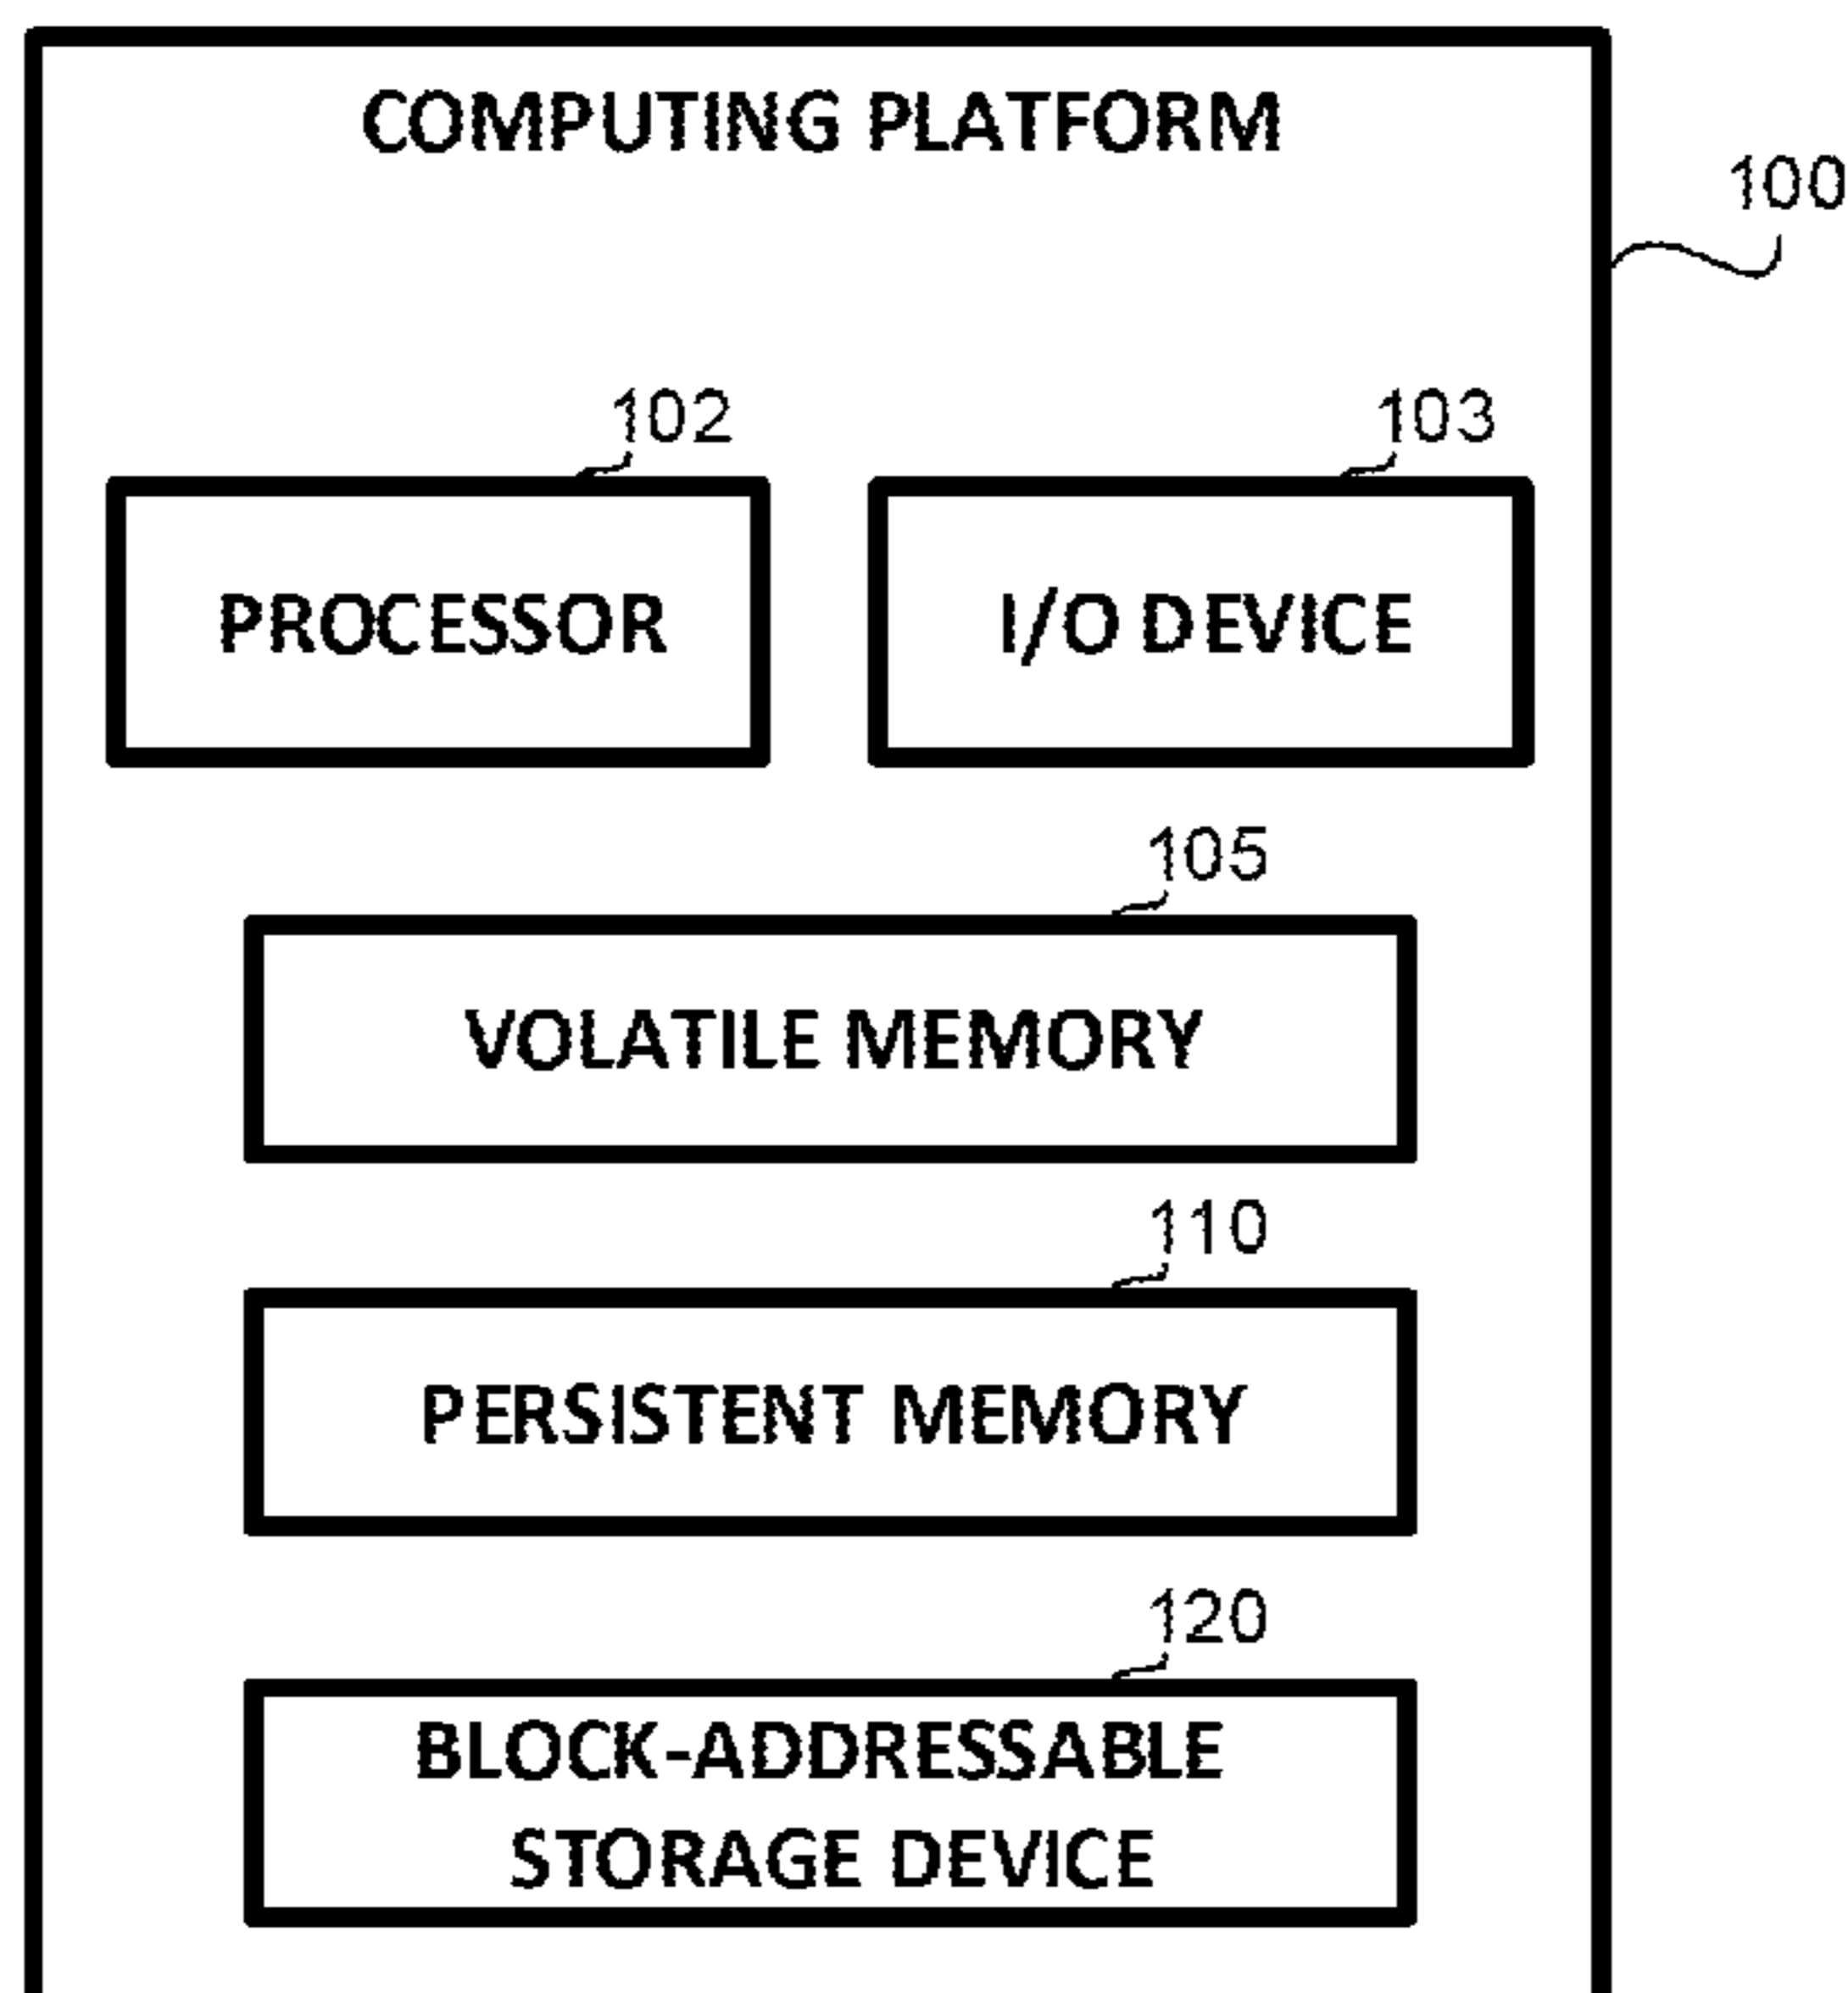 COMPUTING PLATFORM
100
102
103
PROCESSOR
I/O DEVICE
105
VOLATILE MEMORY
110
PERSISTENT MEMORY
120
BLOCK-ADDRESSABLE
STORAGE DEVICE